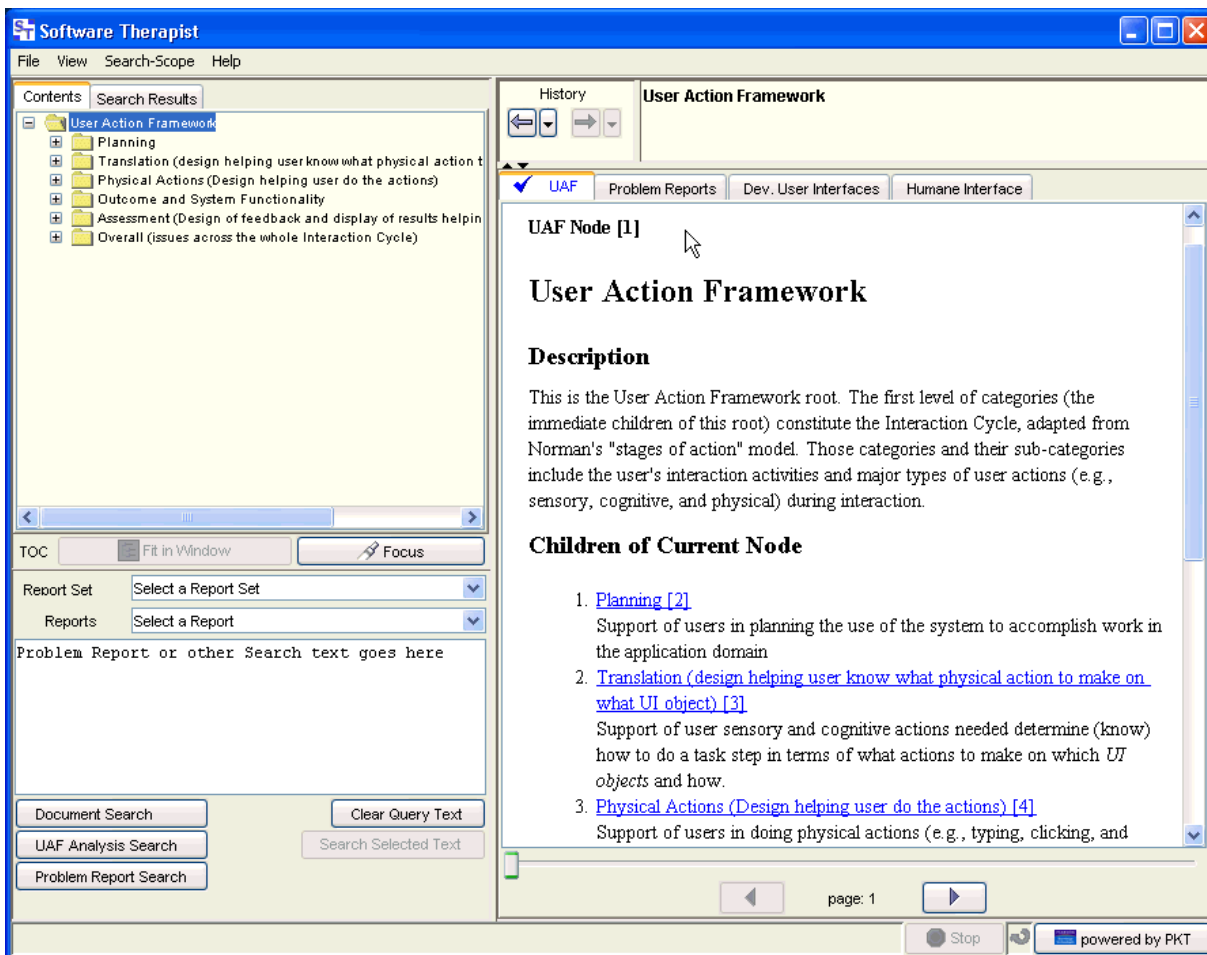 Software Therapist
File View Search-Scope Help
Contents Search Results
User Action Framework
Planning
Translation (design helping user know what physical action t
Physical Actions (Design helping user do the actions)
Outcome and System Functionality
Assessment (Design of feedback and display of results helpin
Overall (issues across the whole Interaction Cycle)
TOC Fit in Window Focus
Report Set Select a Report Set
Reports Select a Report
Problem Report or other Search text goes here
Document Search Clear Query Text
UAF Analysis Search Search Selected Text
Problem Report Search
History
User Action Framework
UAF Problem Reports Dev. User Interfaces Humane Interface
UAF Node [1]
User Action Framework
Description
This is the User Action Framework root. The first level of categories (the
immediate children of this root) constitute the Interaction Cycle, adapted from
Norman's "stages of action" model. Those categories and their sub-categories
include the user's interaction activities and major types of user actions (e.g.,
sensory, cognitive, and physical) during interaction.
Children of Current Node
1. Planning [2]
Support of users in planning the use of the system to accomplish work in
the application domain
2. Translation (design helping user know what physical action to make on
what UI object) [3]
Support of user sensory and cognitive actions needed determine (know)
how to do a task step in terms of what actions to make on which UI
objects and how.
3. Physical Actions (Design helping user do the actions) [4]
Support of users in doing physical actions (e.g., typing, clicking, and
page: 1
Stop powered by PKT